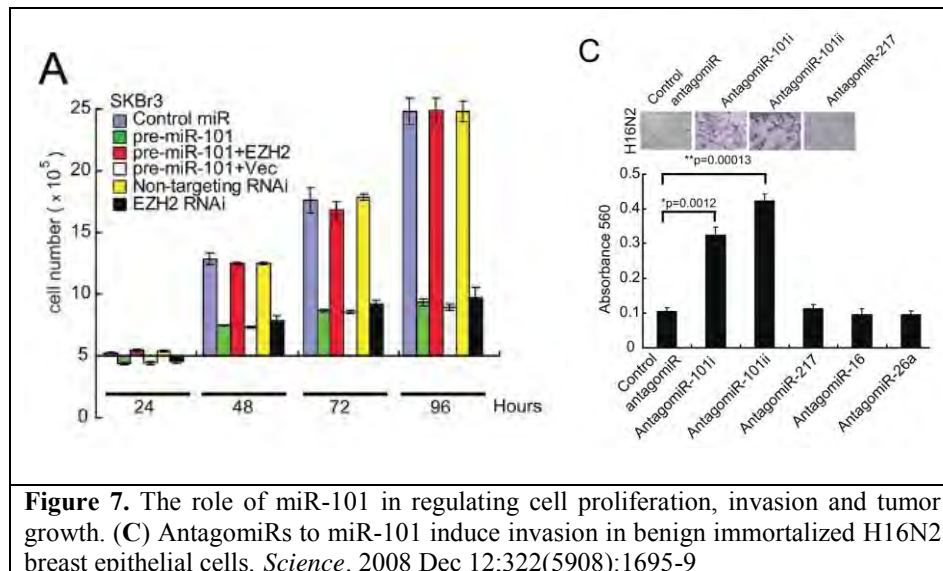 A
SKBr3
Control miR
pre-miR-101
pre-miR-101+EZH2
pre-miR-101+Vec
Non-targeting RNAi
EZH2 RNAi
cell number ( × 10⁵)
25
20
15
10
5
0
24 48 72 96 Hours
C
Control
antagomiR
AntagomiR-101i
AntagomiR-101ii
AntagomiR-217
H16N2
**p=0.00013
*p=0.0012
Absorbance 560
0.5
0.4
0.3
0.2
0.1
0
Control
antagomiR
AntagomiR-101i
AntagomiR-101ii
AntagomiR-217
AntagomiR-16
AntagomiR-26a
Figure 7. The role of miR-101 in regulating cell proliferation, invasion and tumor
growth. (C) AntagomiRs to miR-101 induce invasion in benign immortalized H16N2
breast epithelial cells. Science. 2008 Dec 12;322(5908):1695-9